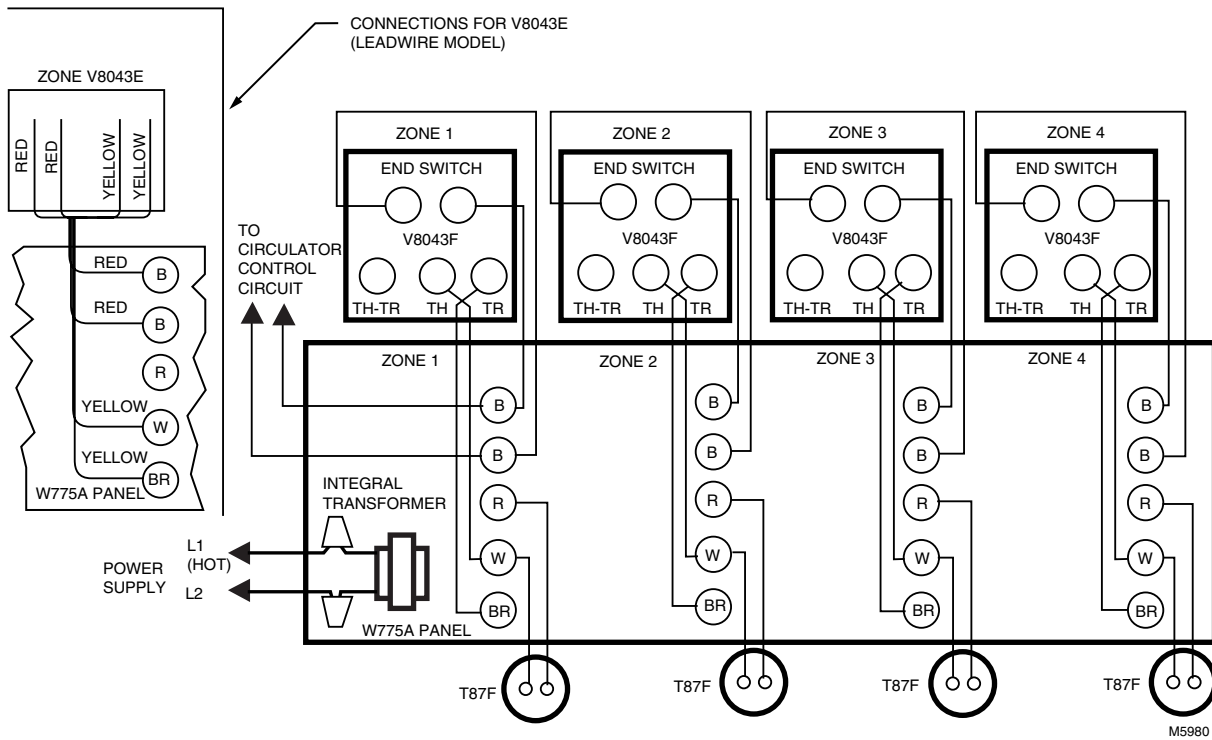 CONNECTIONS FOR V8043E
(LEADWIRE MODEL)
ZONE V8043E
RED
RED
YELLOW
YELLOW
RED
B
RED
B
R
YELLOW
W
YELLOW
BR
W775A PANEL
TO
CIRCULATOR
CONTROL
CIRCUIT
ZONE 1
END SWITCH
V8043F
TH-TR
TH
TR
ZONE 2
END SWITCH
V8043F
TH-TR
TH
TR
ZONE 3
END SWITCH
V8043F
TH-TR
TH
TR
ZONE 4
END SWITCH
V8043F
TH-TR
TH
TR
ZONE 1
B
B
R
W
BR
ZONE 2
B
B
R
W
BR
ZONE 3
B
B
R
W
BR
ZONE 4
B
B
R
W
BR
INTEGRAL
TRANSFORMER
L1
(HOT)
POWER
SUPPLY
L2
W775A PANEL
T87F
T87F
T87F
T87F
M5980